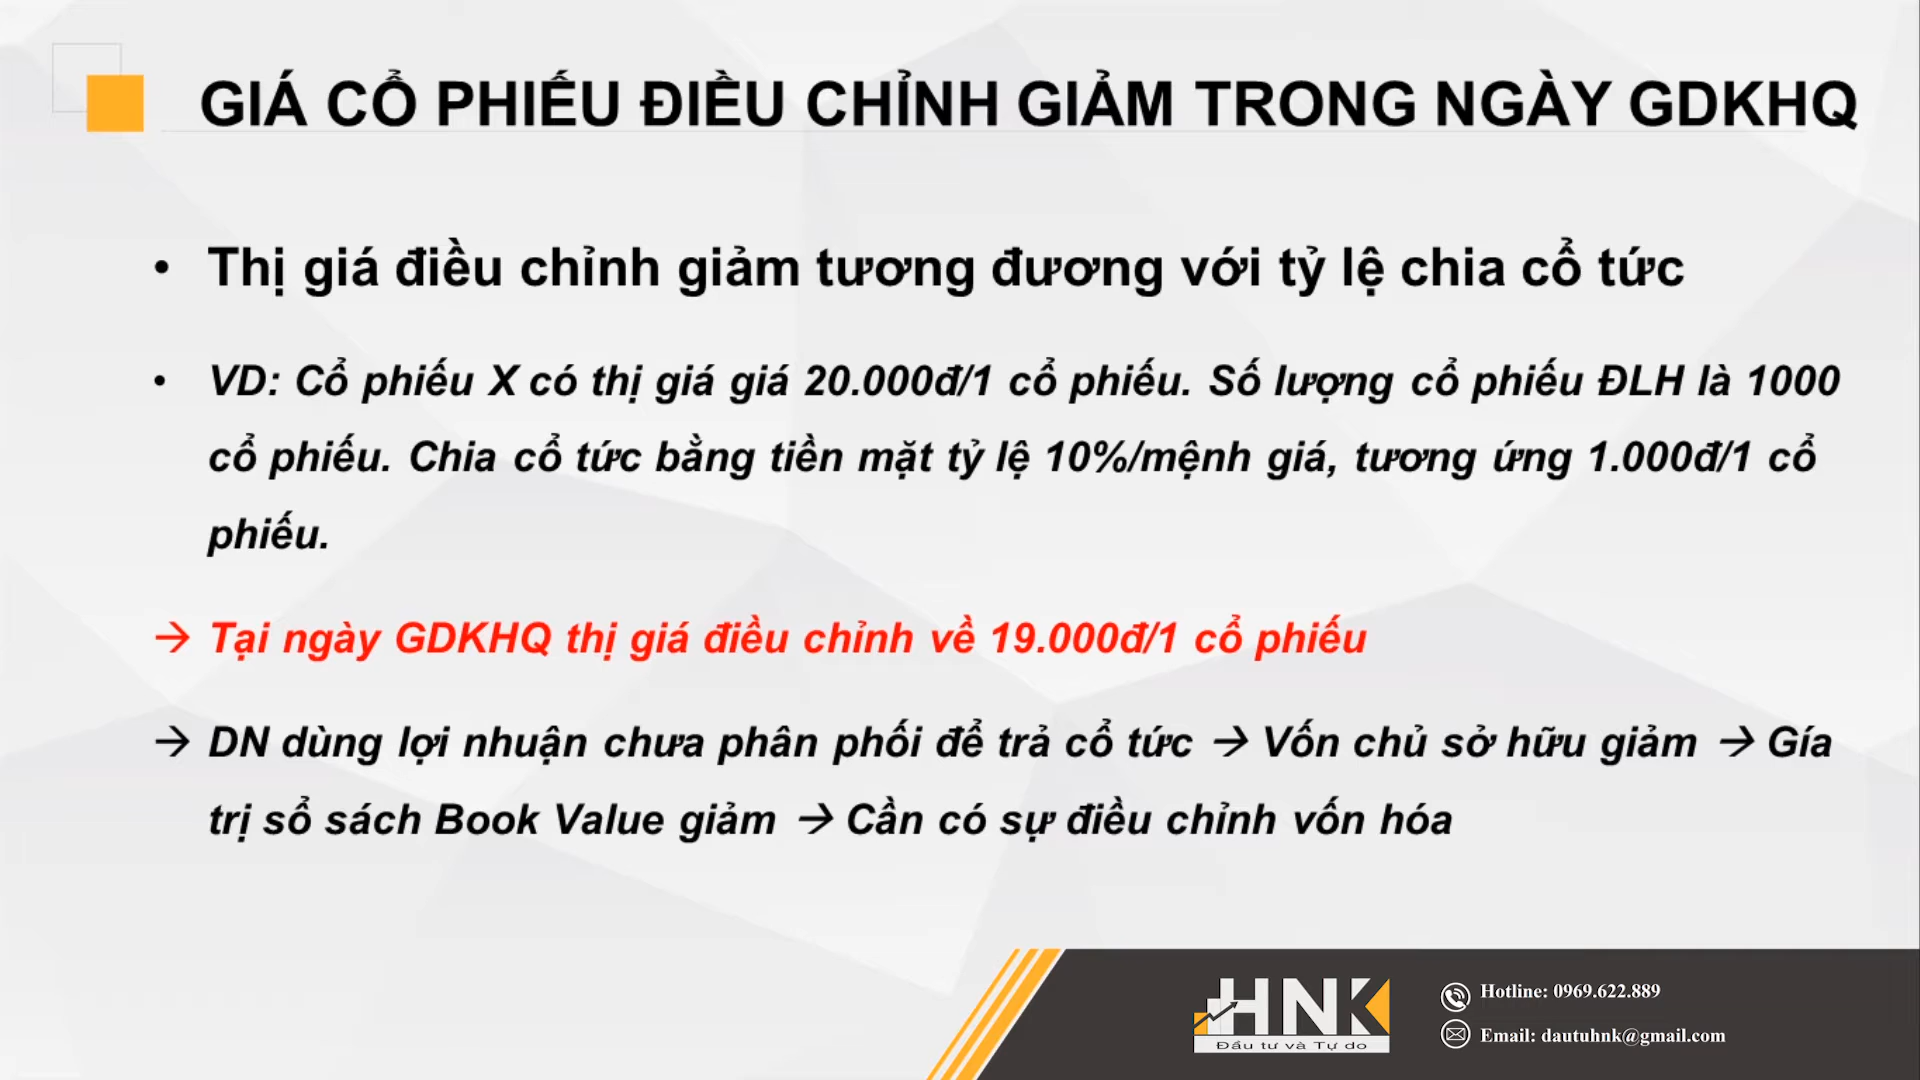 GIÁ CỔ PHIẾU ĐIỀU CHỈNH GIẢM TRONG NGÀY GDKHQ
• Thị giá điều chỉnh giảm tương đương với tỷ lệ chia cổ tức
• VD: Cổ phiếu X có thị giá giá 20.000đ/1 cổ phiếu. Số lượng cổ phiếu ĐLH là 1000
cổ phiếu. Chia cổ tức bằng tiền mặt tỷ lệ 10%/mệnh giá, tương ứng 1.000đ/1 cổ
phiếu.
→ Tại ngày GDKHQ thị giá điều chỉnh về 19.000đ/1 cổ phiếu
→ DN dùng lợi nhuận chưa phân phối để trả cổ tức → Vốn chủ sở hữu giảm → Gía
trị sổ sách Book Value giảm → Cần có sự điều chỉnh vốn hóa
HNK
Đầu tư và Tự do
Hotline: 0969.622.889
Email: dautuhnk@gmail.com